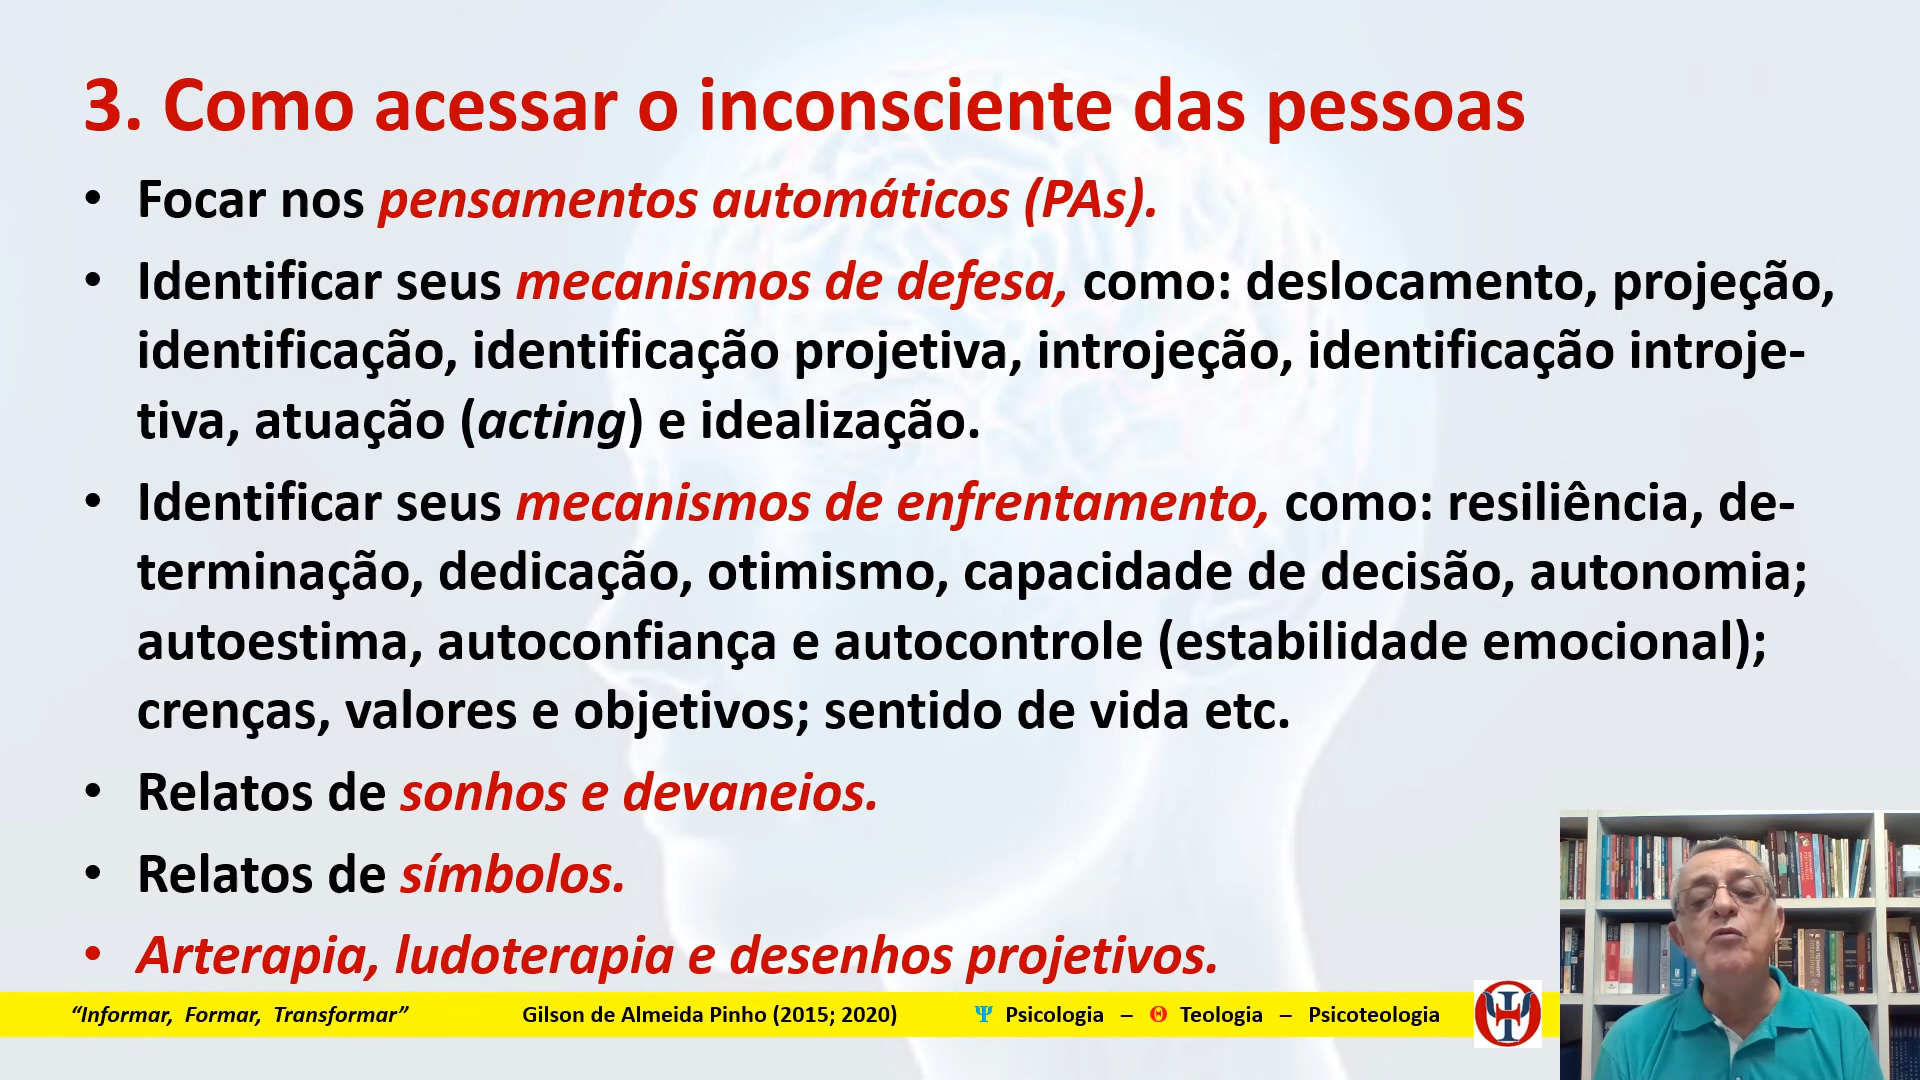 3. Como acessar o inconsciente das pessoas
• Focar nos pensamentos automáticos (PAs).
• Identificar seus mecanismos de defesa, como: deslocamento, projeção,
identificação, identificação projetiva, introjeção, identificação introje-
tiva, atuação (acting) e idealização.
• Identificar seus mecanismos de enfrentamento, como: resiliência, de-
terminação, dedicação, otimismo, capacidade de decisão, autonomia;
autoestima, autoconfiança e autocontrole (estabilidade emocional);
crenças, valores e objetivos; sentido de vida etc.
• Relatos de sonhos e devaneios.
• Relatos de símbolos.
• Arterapia, ludoterapia e desenhos projetivos.
“Informar, Formar, Transformar” Gilson de Almeida Pinho (2015; 2020) Ψ Psicologia – Θ Teologia – Psicoteologia